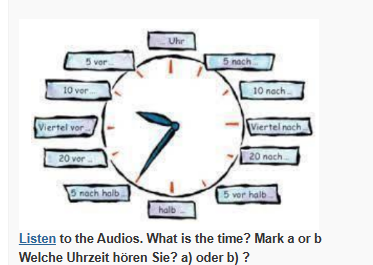 ... Uhr
5 vor...
5 nach...
10 vor...
10 nach...
Viertel vor...
Viertel nach...
20 vor...
20 nach...
5 nach halb...
5 vor halb...
halb ...
Listen to the Audios. What is the time? Mark a or b
Welche Uhrzeit hören Sie? a) oder b) ?